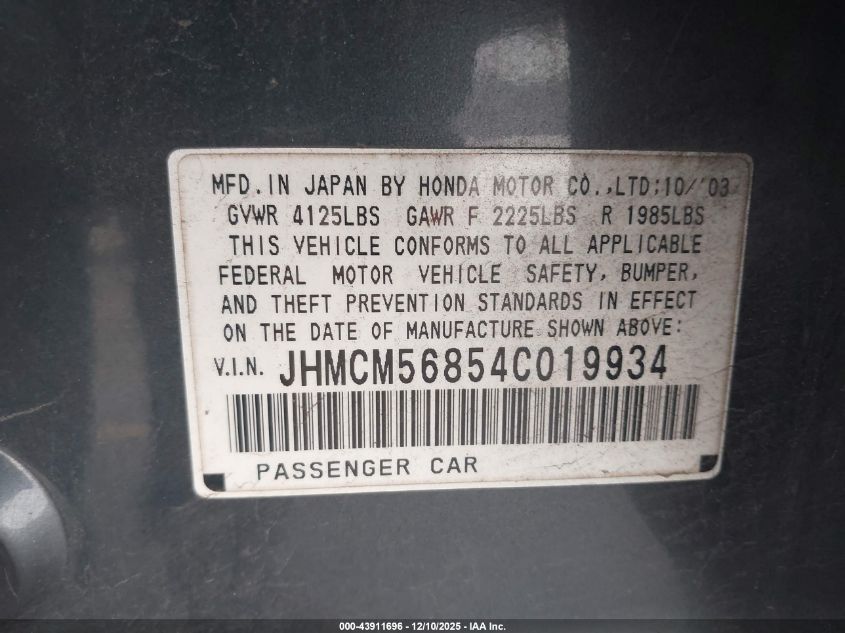 MFD. IN JAPAN BY HONDA MOTOR CO., LTD; 10/'03
GVWR 4125LBS GAWR F 2225LBS R 1985LBS
THIS VEHICLE CONFORMS TO ALL APPLICABLE
FEDERAL MOTOR VEHICLE SAFETY, BUMPER,
AND THEFT PREVENTION STANDARDS IN EFFECT
ON THE DATE OF MANUFACTURE SHOWN ABOVE:
V.I.N. JHMCM56854C019934
PASSENGER CAR
000-43911696 - 12/10/2025 - IAA Inc.